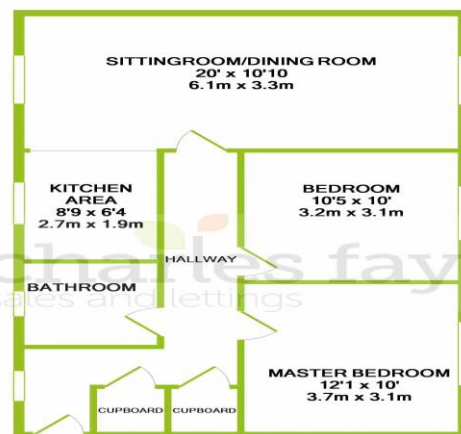 SITTINGROOM/DINING ROOM
20' x 10'10
6.1m x 3.3m
KITCHEN
AREA
8'9 x 6'4
2.7m x 1.9m
BEDROOM
10'5 x 10'
3.2m x 3.1m
HALLWAY
charles fay
sales and lettings
BATHROOM
MASTER BEDROOM
12'1 x 10'
3.7m x 3.1m
CUPBOARD
CUPBOARD